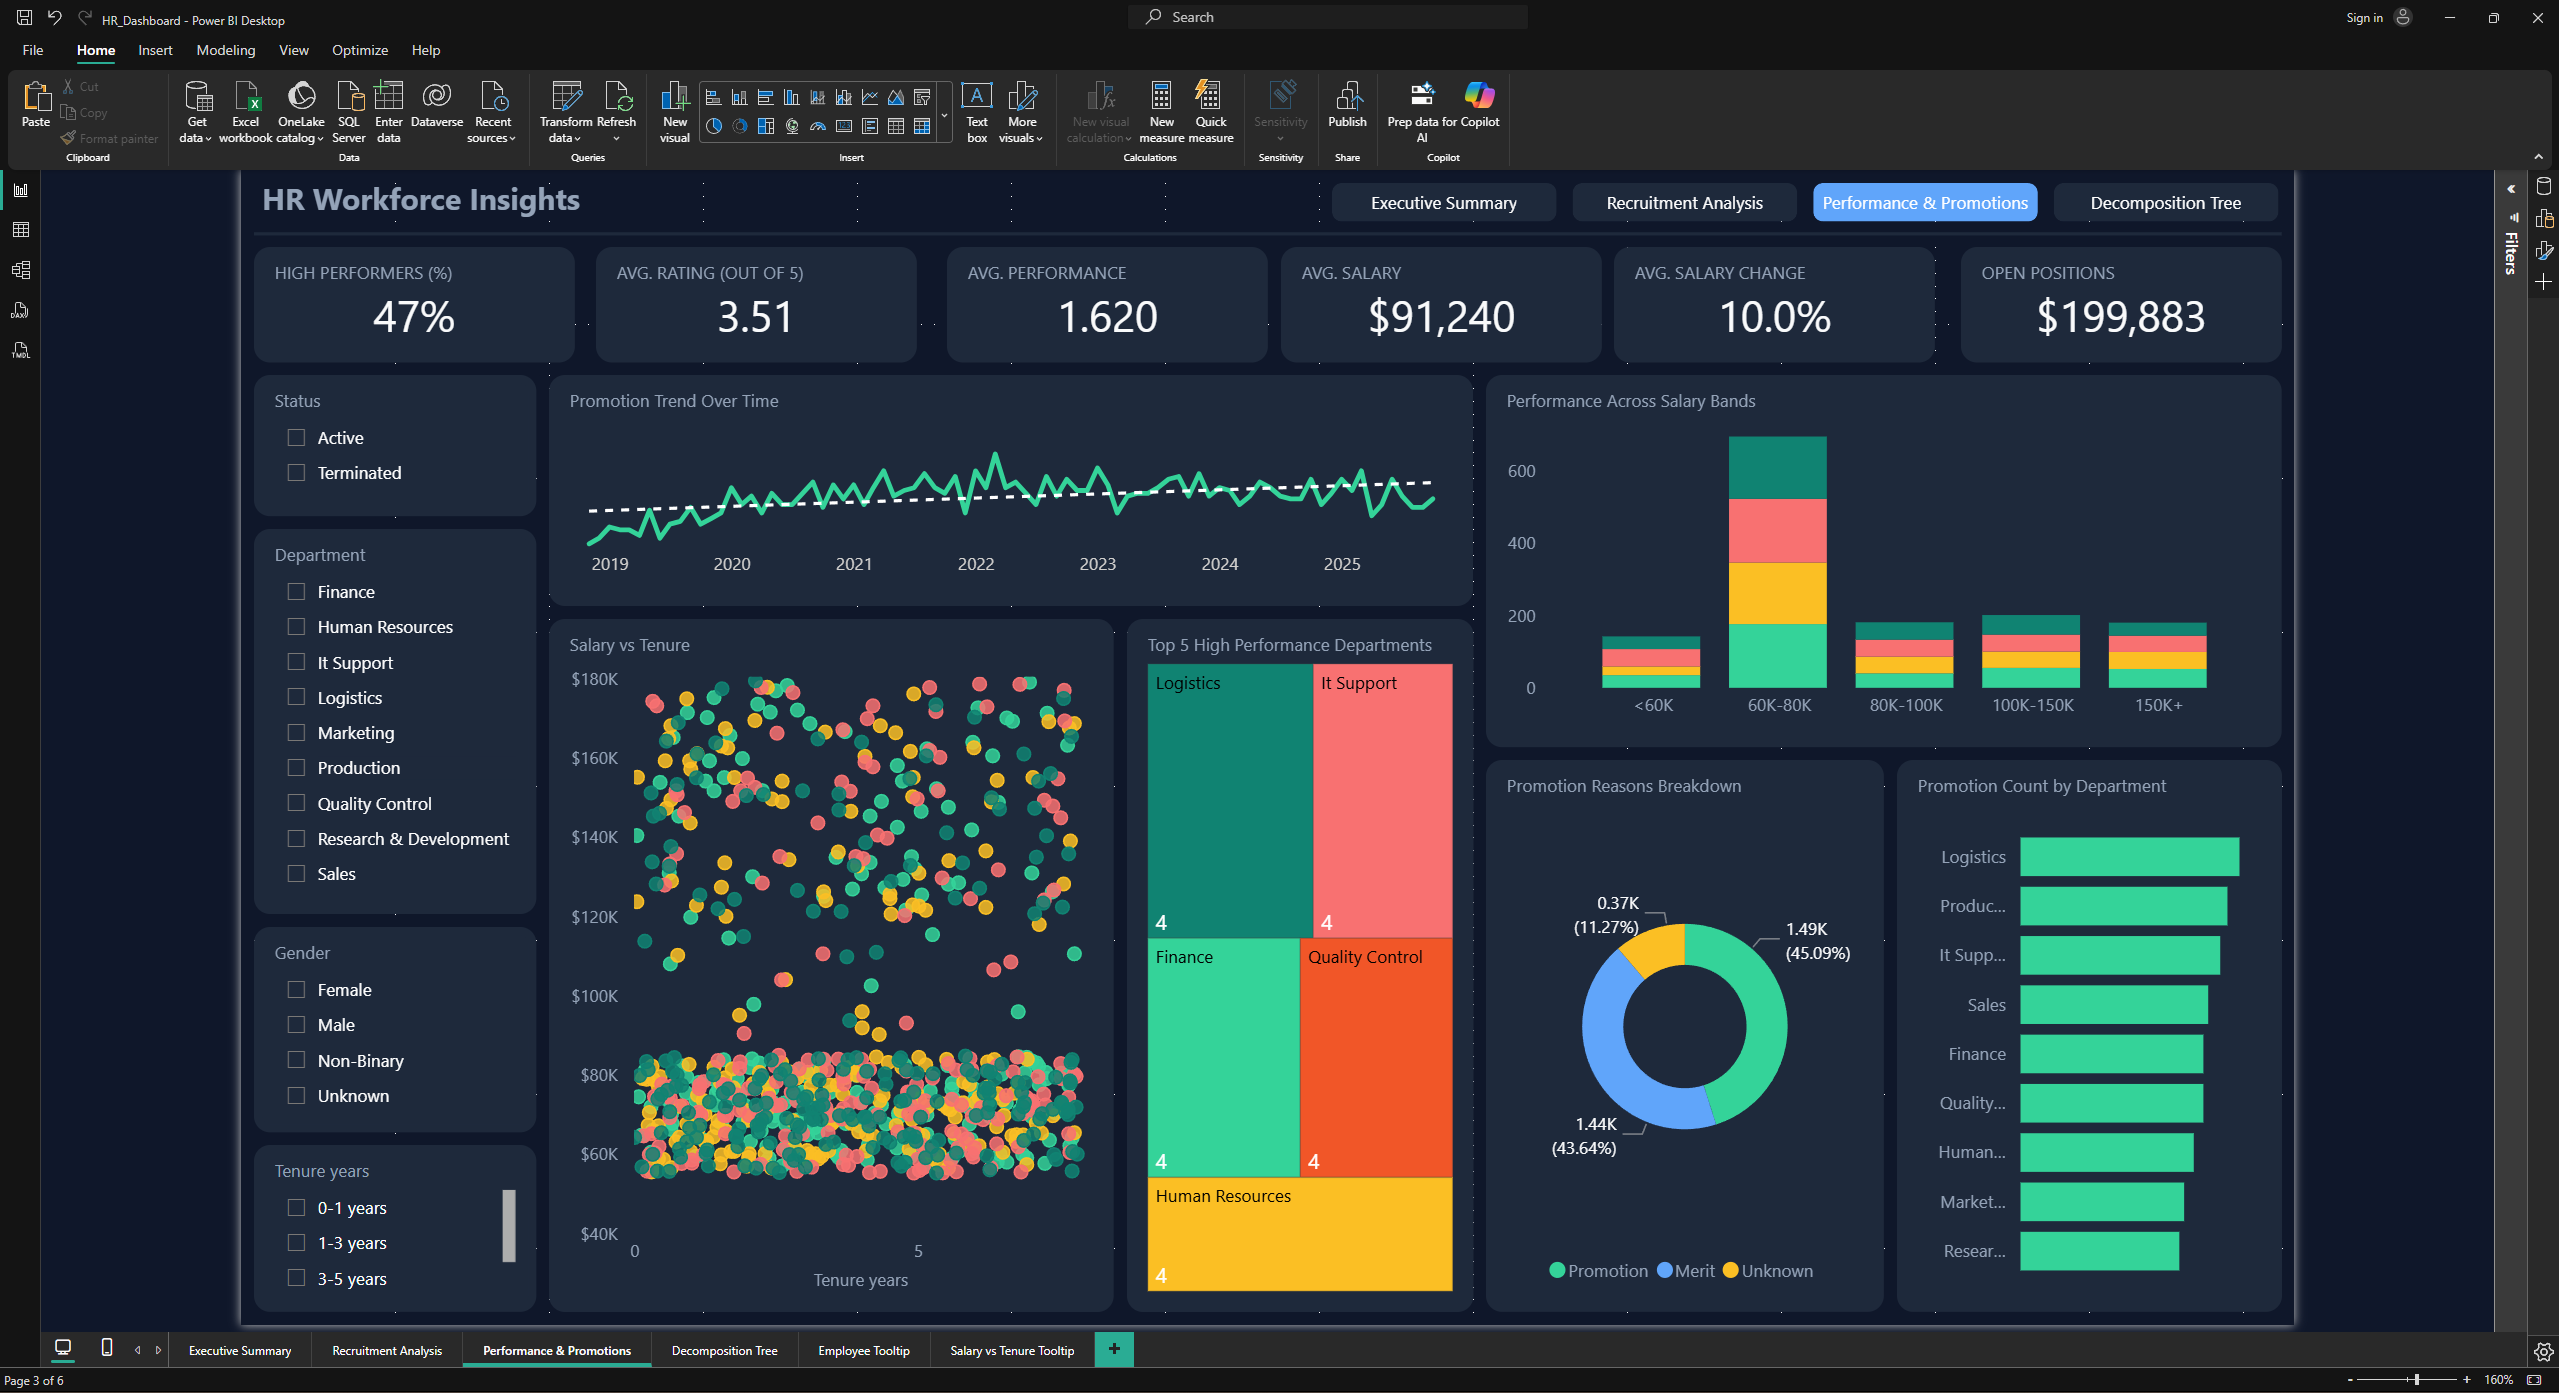 HR_Dashboard - Power BI Desktop
Search
Sign in
File
Home
Insert
Modeling
View
Optimize
Help
Paste
Cut
Copy
Format painter
Clipboard
Get data
Excel workbook
OneLake catalog
SQL Server
Enter data
Dataverse
Recent sources
Data
Transform data
Refresh
Queries
New visual
Text box
More visuals
Insert
New visual calculation
New measure
Quick measure
Calculations
Sensitivity
Sensitivity
Publish
Share
Prep data for AI
Copilot
Copilot
DAX
TMDL
HR Workforce Insights
Executive Summary
Recruitment Analysis
Performance & Promotions
Decomposition Tree
Filters
HIGH PERFORMERS (%)
47%
AVG. RATING (OUT OF 5)
3.51
AVG. PERFORMANCE
1.620
AVG. SALARY
$91,240
AVG. SALARY CHANGE
10.0%
OPEN POSITIONS
$199,883
Status
Active
Terminated
Department
Finance
Human Resources
It Support
Logistics
Marketing
Production
Quality Control
Research & Development
Sales
Gender
Female
Male
Non-Binary
Unknown
Tenure years
0-1 years
1-3 years
3-5 years
Promotion Trend Over Time
2019
2020
2021
2022
2023
2024
2025
Performance Across Salary Bands
600
400
200
0
<60K
60K-80K
80K-100K
100K-150K
150K+
Salary vs Tenure
$180K
$160K
$140K
$120K
$100K
$80K
$60K
$40K
0
5
Tenure years
Top 5 High Performance Departments
Logistics
4
It Support
4
Finance
4
Quality Control
4
Human Resources
4
Promotion Reasons Breakdown
0.37K
(11.27%)
1.49K
(45.09%)
1.44K
(43.64%)
Promotion
Merit
Unknown
Promotion Count by Department
Logistics
Produc...
It Supp...
Sales
Finance
Quality...
Human...
Market...
Resear...
Executive Summary
Recruitment Analysis
Performance & Promotions
Decomposition Tree
Employee Tooltip
Salary vs Tenure Tooltip
Page 3 of 6
160%